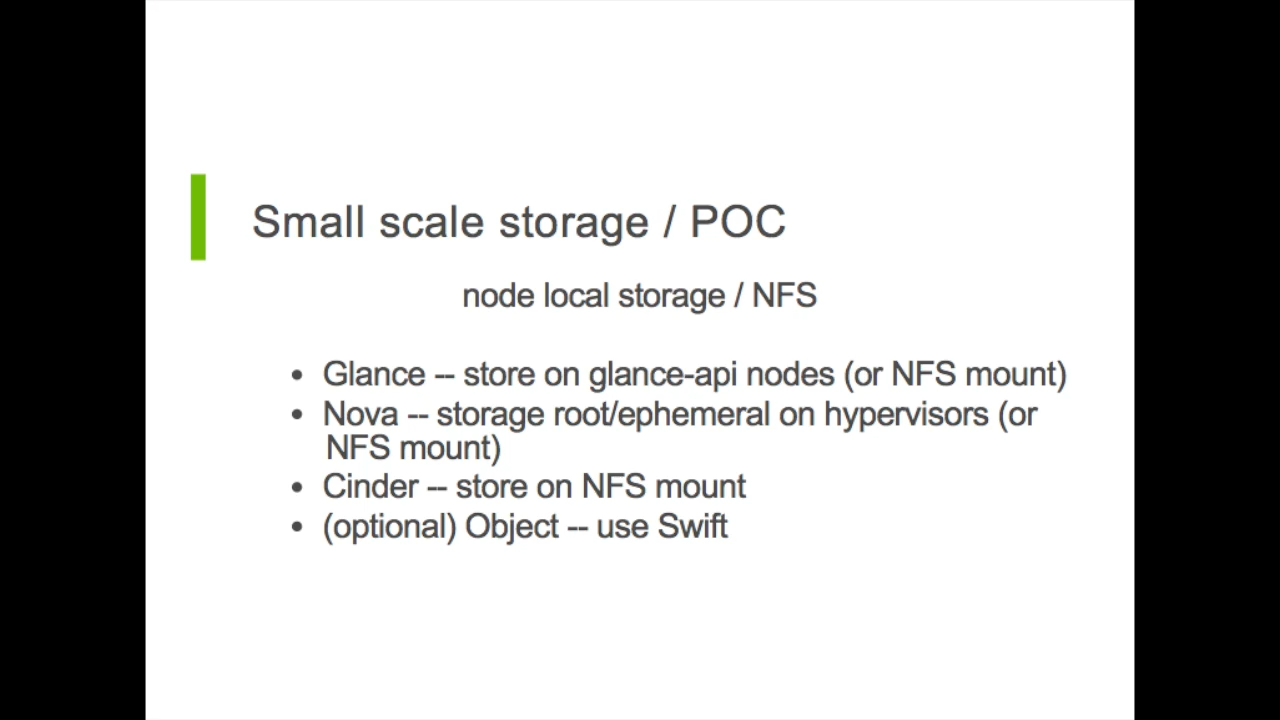 Small scale storage / POC
node local storage / NFS
• Glance -- store on glance-api nodes (or NFS mount)
• Nova -- storage root/ephemeral on hypervisors (or
NFS mount)
• Cinder -- store on NFS mount
• (optional) Object -- use Swift